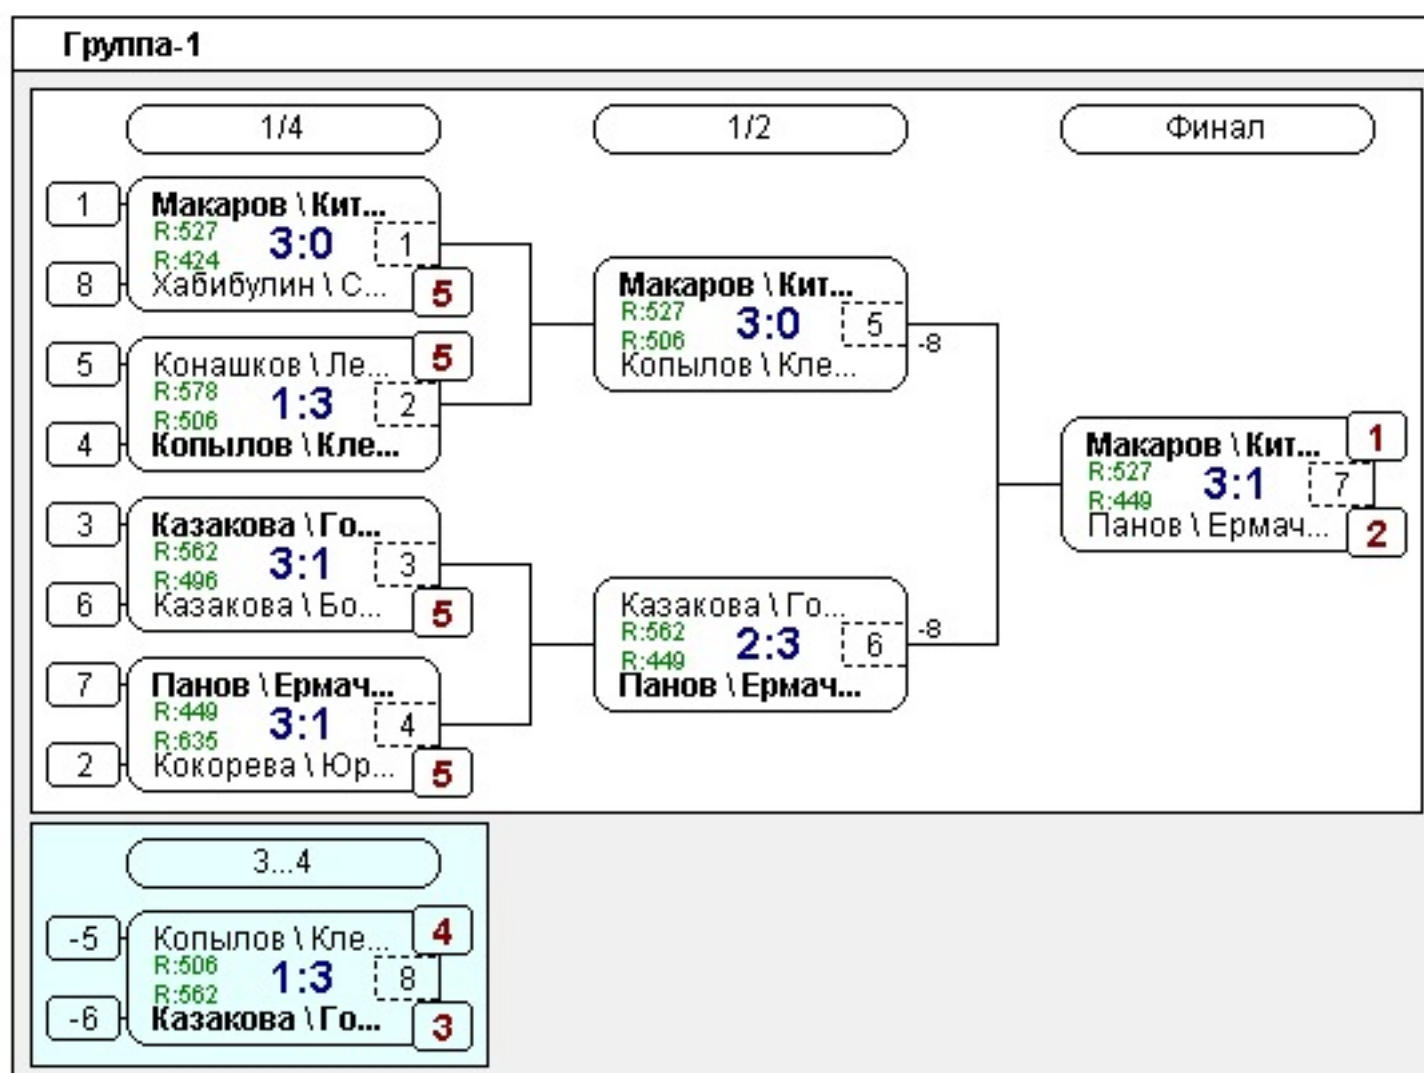 Группа-1
1/4
1/2
Финал
1
Макаров \ Кит...
R:527
3:0
1
R:424
8
Хабибулин \ С...
5
5
Конашков \ Ле...
5
R:578
1:3
2
R:506
4
Копылов \ Кле...
3
Казакова \ Го...
R:562
3:1
3
R:496
6
Казакова \ Бо...
5
7
Панов \ Ермач...
R:449
3:1
4
R:635
2
Кокорева \ Юр...
5
Макаров \ Кит...
R:527
3:0
5
R:506
-8
Копылов \ Кле...
Казакова \ Го...
R:562
2:3
6
-8
R:449
Панов \ Ермач...
Макаров \ Кит...
1
R:527
3:1
7
R:449
Панов \ Ермач...
2
3...4
-5
Копылов \ Кле...
4
R:506
1:3
8
R:562
-6
Казакова \ Го...
3